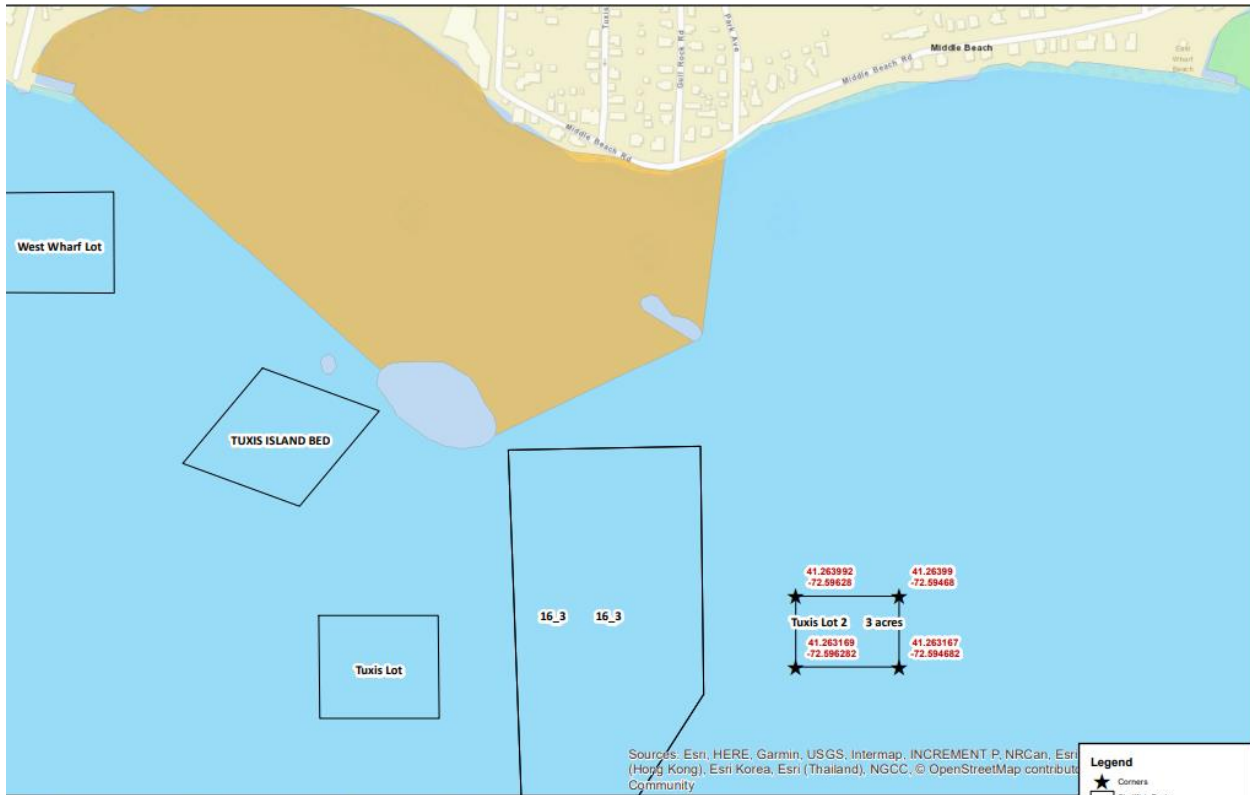 Tuxis
Gull Rock Rd
Park Ave
Middle Beach
Middle Beach Rd
East
Wharf
Beach
Middle Beach Rd
West Wharf Lot
TUXIS ISLAND BED
41.263992
-72.59628
41.26399
-72.59468
16_3
16_3
Tuxis Lot 2
3 acres
41.263169
-72.596282
41.263167
-72.594682
Tuxis Lot
Sources: Esri, HERE, Garmin, USGS, Intermap, INCREMENT P, NRCan, Esri
(Hong Kong), Esri Korea, Esri (Thailand), NGCC, © OpenStreetMap contributo
Community
Legend
Corners